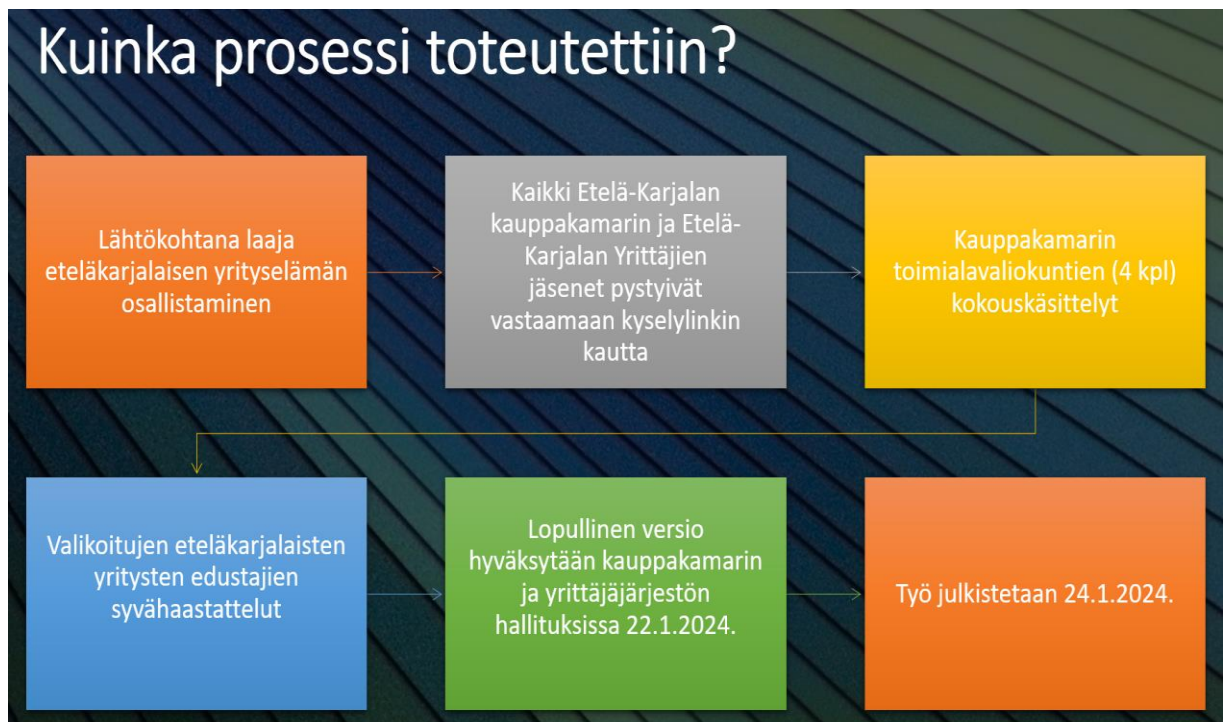 Kuinka prosessi toteutettiin?
Lähtökohtana laaja
eteläkarjalaisen yrityselämän
osallistaminen
Kaikki Etelä-Karjalan
kauppakamarin ja Etelä-
Karjalan Yrittäjien
jäsenet pystyivät
vastaamaan kyselylinkin
kautta
Kauppakamarin
toimialavaliokuntien (4 kpl)
kokouskäsittelyt
Valikoitujen eteläkarjalaisten
yritysten edustajien
syvähaastattelut
Lopullinen versio
hyväksytään kauppakamarin
ja yrittäjäjärjestön
hallituksissa 22.1.2024.
Työ julkistetaan 24.1.2024.